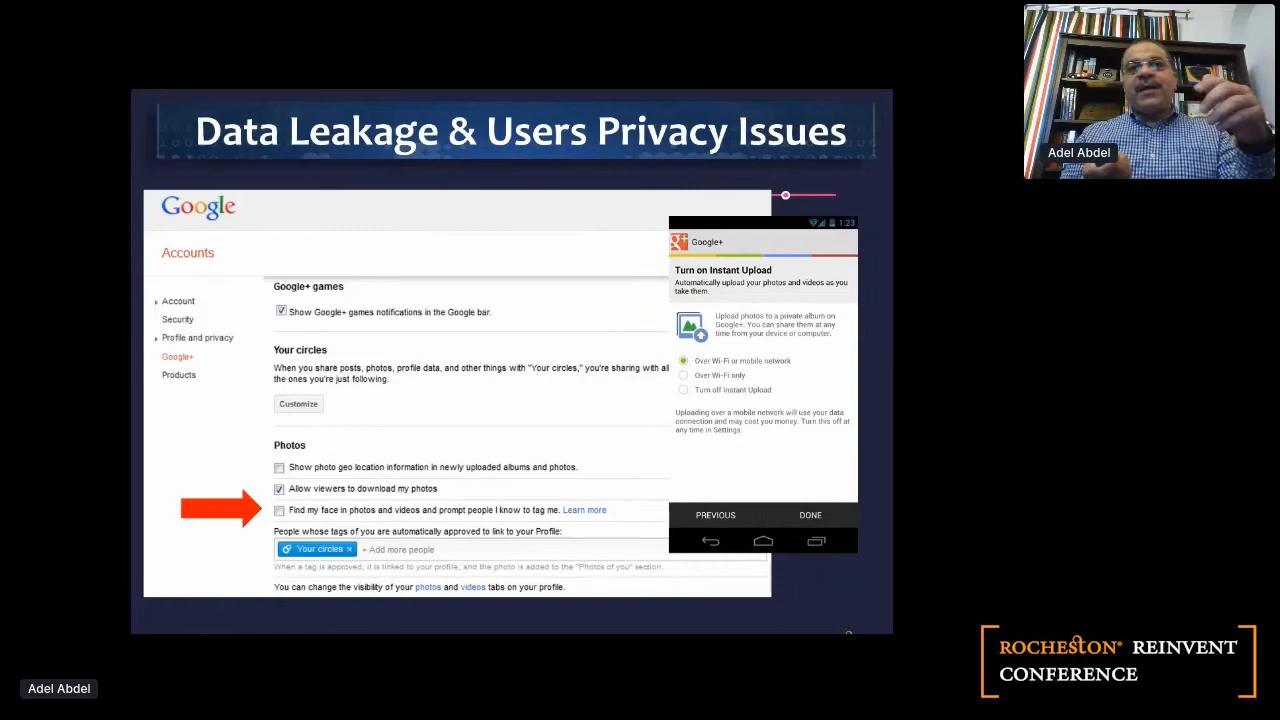 Data Leakage & Users Privacy Issues
Google
Accounts
Account
Security
Profile and privacy
Google+
Products
Google+ games
Show Google+ games notifications in the Google bar.
Your circles
When you share posts, photos, profile data, and other things with "Your circles," you're sharing with all
the ones you're just following.
Customize
Photos
Show photo geo location information in newly uploaded albums and photos.
Allow viewers to download my photos
Find my face in photos and videos and prompt people I know to tag me. Learn more
People whose tags of you are automatically approved to link to your Profile:
Your circles × + Add more people
When a tag is approved, it is linked to your profile, and the photo is added to the "Photos of you" section.
You can change the visibility of your photos and videos tabs on your profile.
1:23
g+ Google+
Turn on Instant Upload
Automatically upload your photos and videos as you
take them.
Upload photos to a private album on
Google+. You can share them at any
time from your device or computer.
Over Wi-Fi or mobile network
Over Wi-Fi only
Turn off Instant Upload
Uploading over a mobile network will use your data
connection and may cost you money. Turn this off at
any time in Settings.
PREVIOUS DONE
Adel Abdel
Adel Abdel
ROCHESTON® REINVENT
CONFERENCE